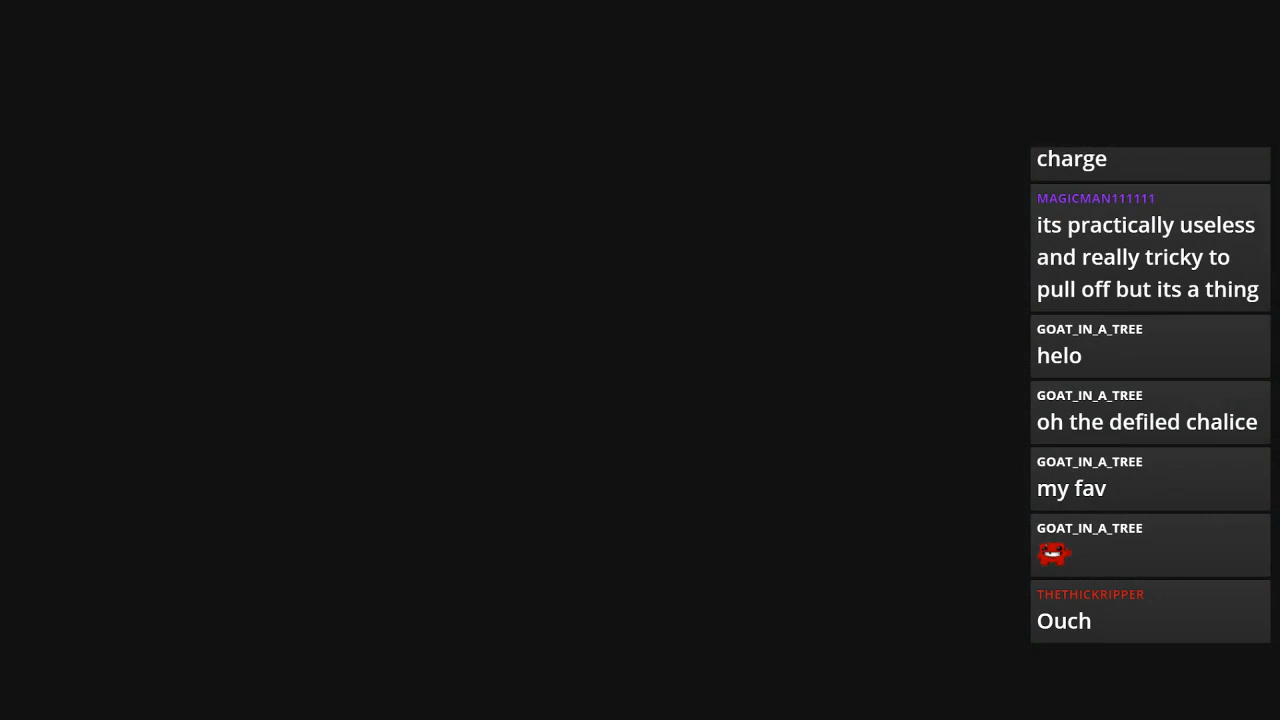 charge
MAGICMAN111111
its practically useless
and really tricky to
pull off but its a thing
GOAT_IN_A_TREE
helo
GOAT_IN_A_TREE
oh the defiled chalice
GOAT_IN_A_TREE
my fav
GOAT_IN_A_TREE
THETHICKRIPPER
Ouch